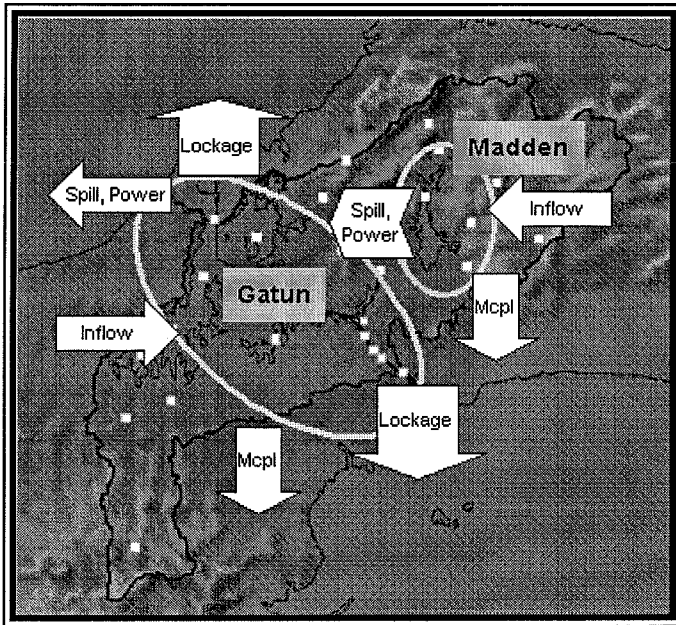 Lockage
Madden
Spill, Power
Spill,
Power
Inflow
Gatun
Mcpl
Inflow
Lockage
Mcpl